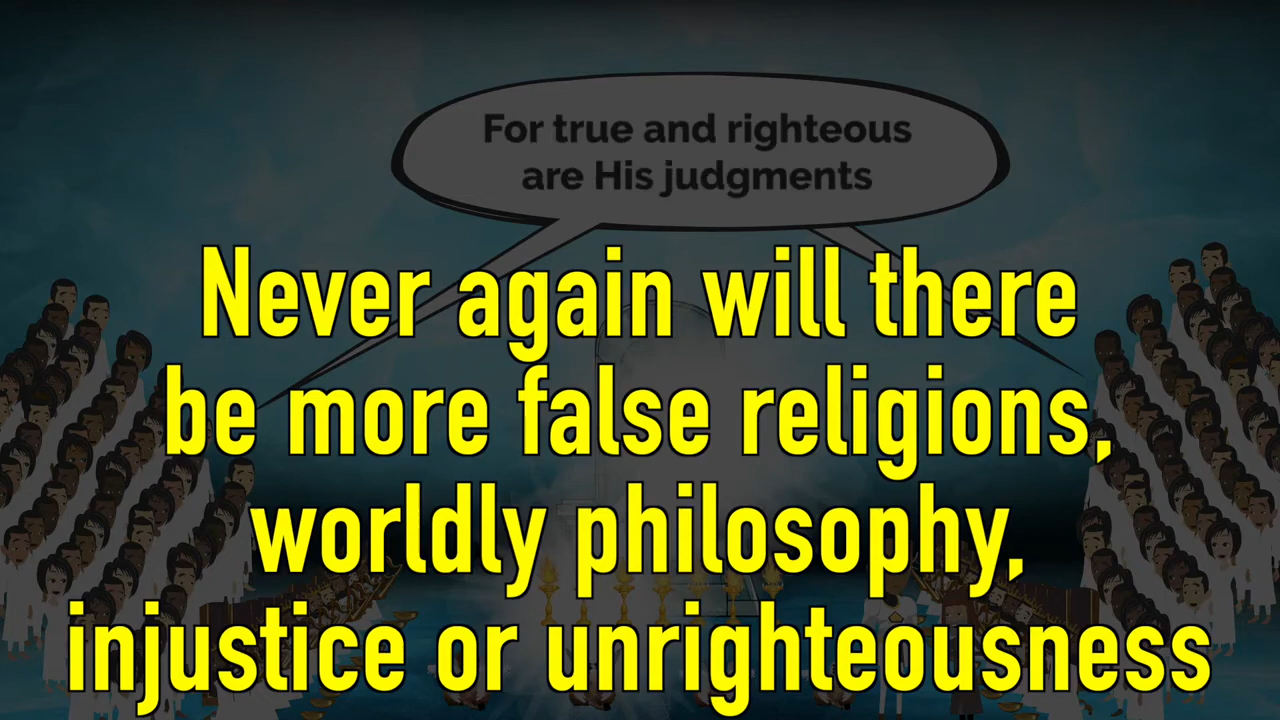 For true and righteous
are His judgments
Never again will there
be more false religions,
worldly philosophy,
injustice or unrighteousness